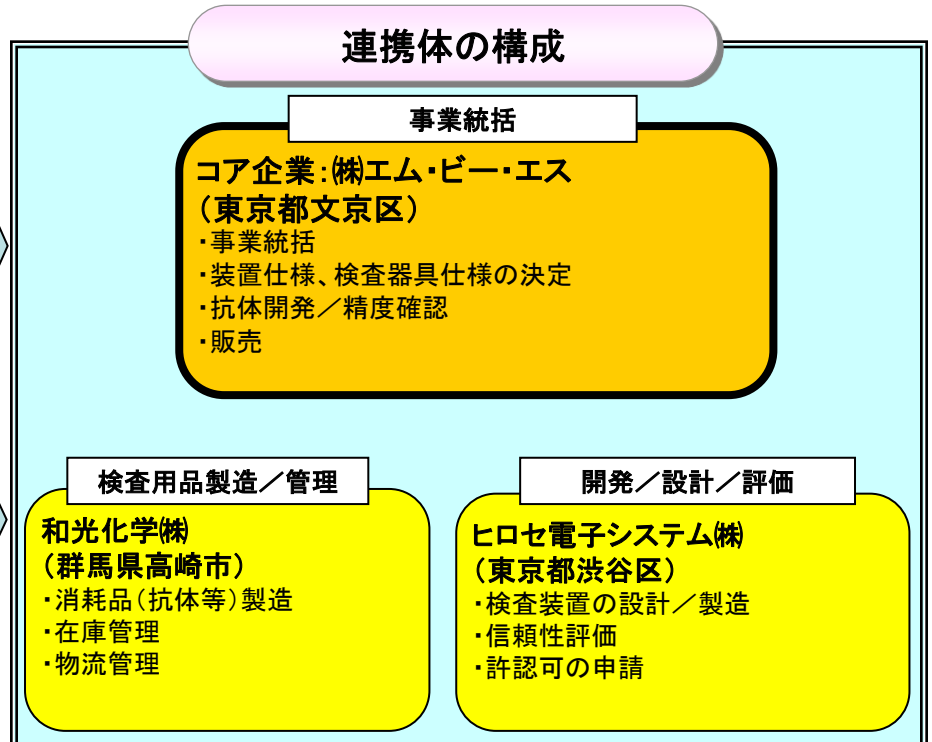 連携体の構成
事業統括
コア企業：㈱エム・ビー・エス
（東京都文京区）
・事業統括
・装置仕様、検査器具仕様の決定
・抗体開発／精度確認
・販売
検査用品製造／管理
和光化学㈱
（群馬県高崎市）
・消耗品（抗体等）製造
・在庫管理
・物流管理
開発／設計／評価
ヒロセ電子システム㈱
（東京都渋谷区）
・検査装置の設計／製造
・信頼性評価
・許認可の申請